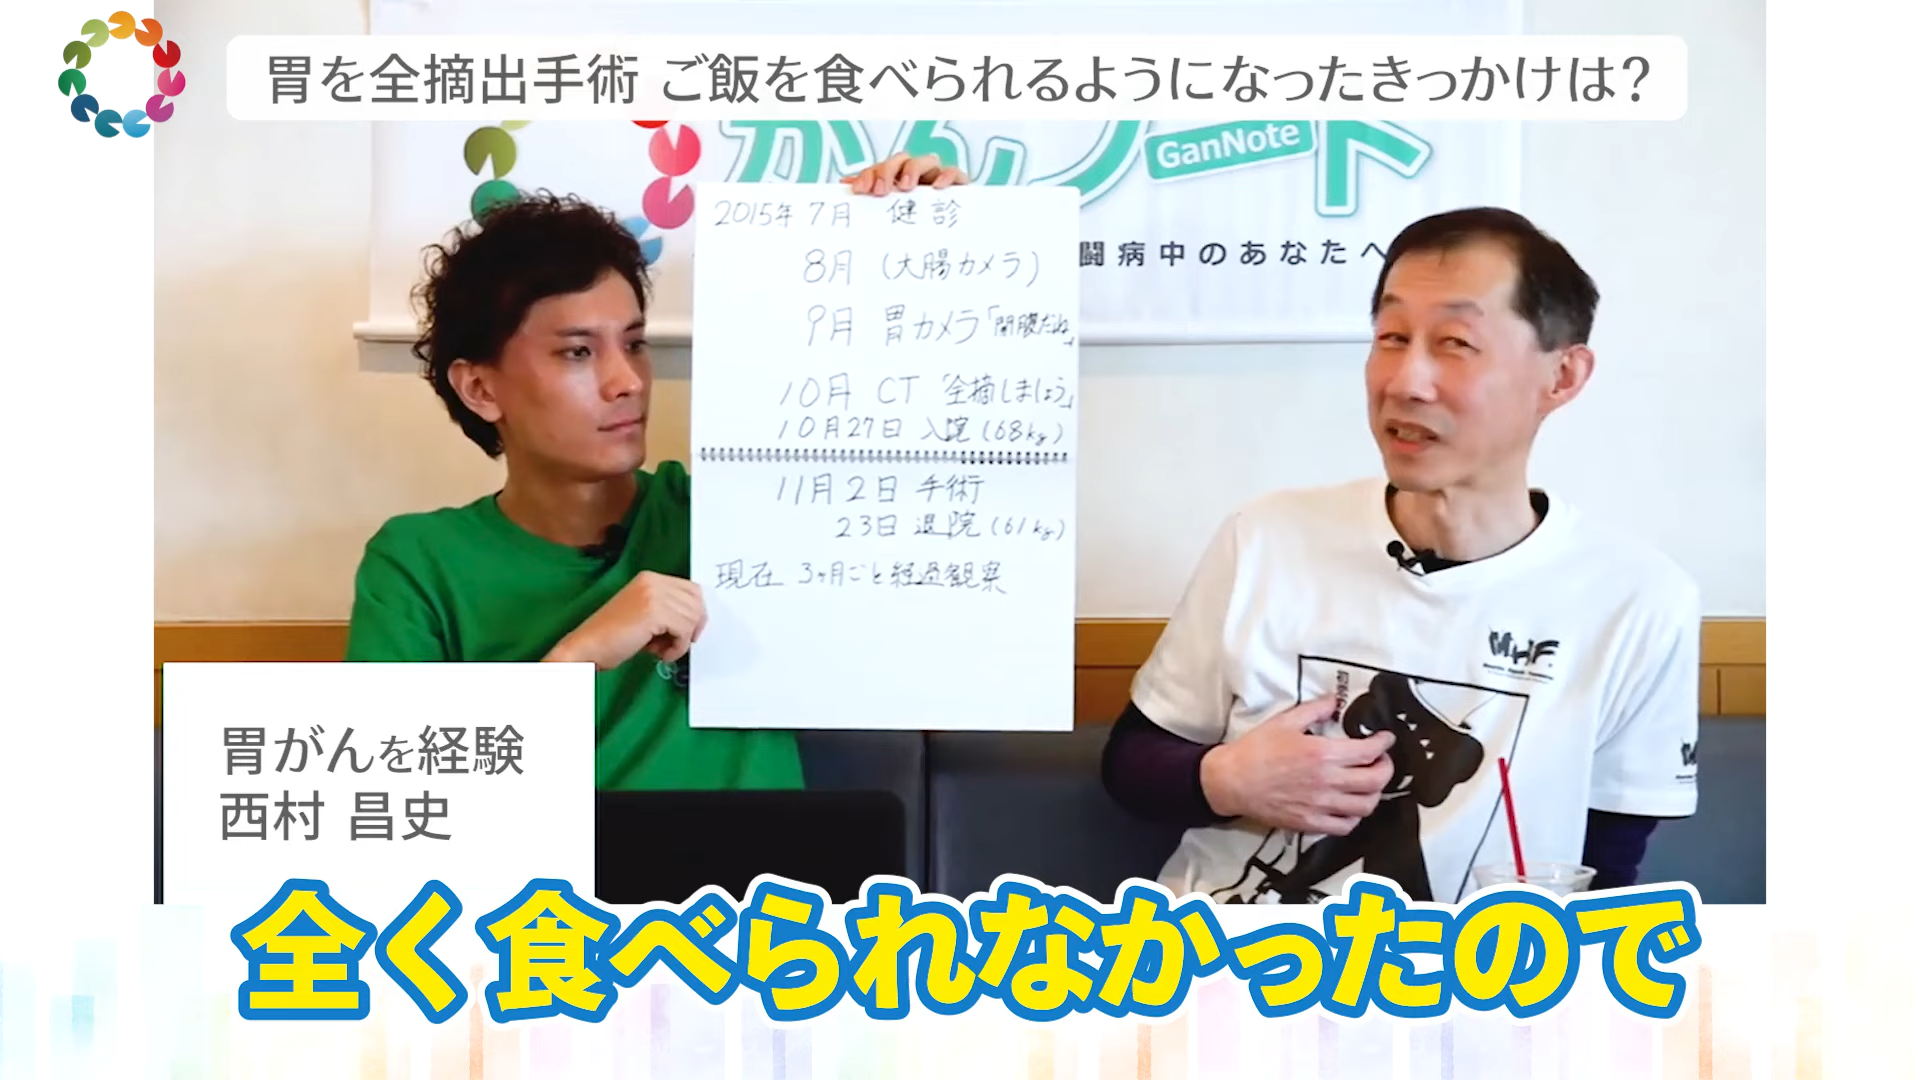 胃を全摘出手術 ご飯を食べられるようになったきっかけは？
がんノート
GanNote
闘病中のあなたへ
2015年 7月 健診
8月 (大腸カメラ)
9月 胃カメラ「開腹だね」
10月 CT 「全摘しましょう」
10月27日 入院 (68kg)
11月2日 手術
23日 退院 (61kg)
現在 3ヶ月ごと経過観察
MHF
胃がんを経験
西村 昌史
全く食べられなかったので